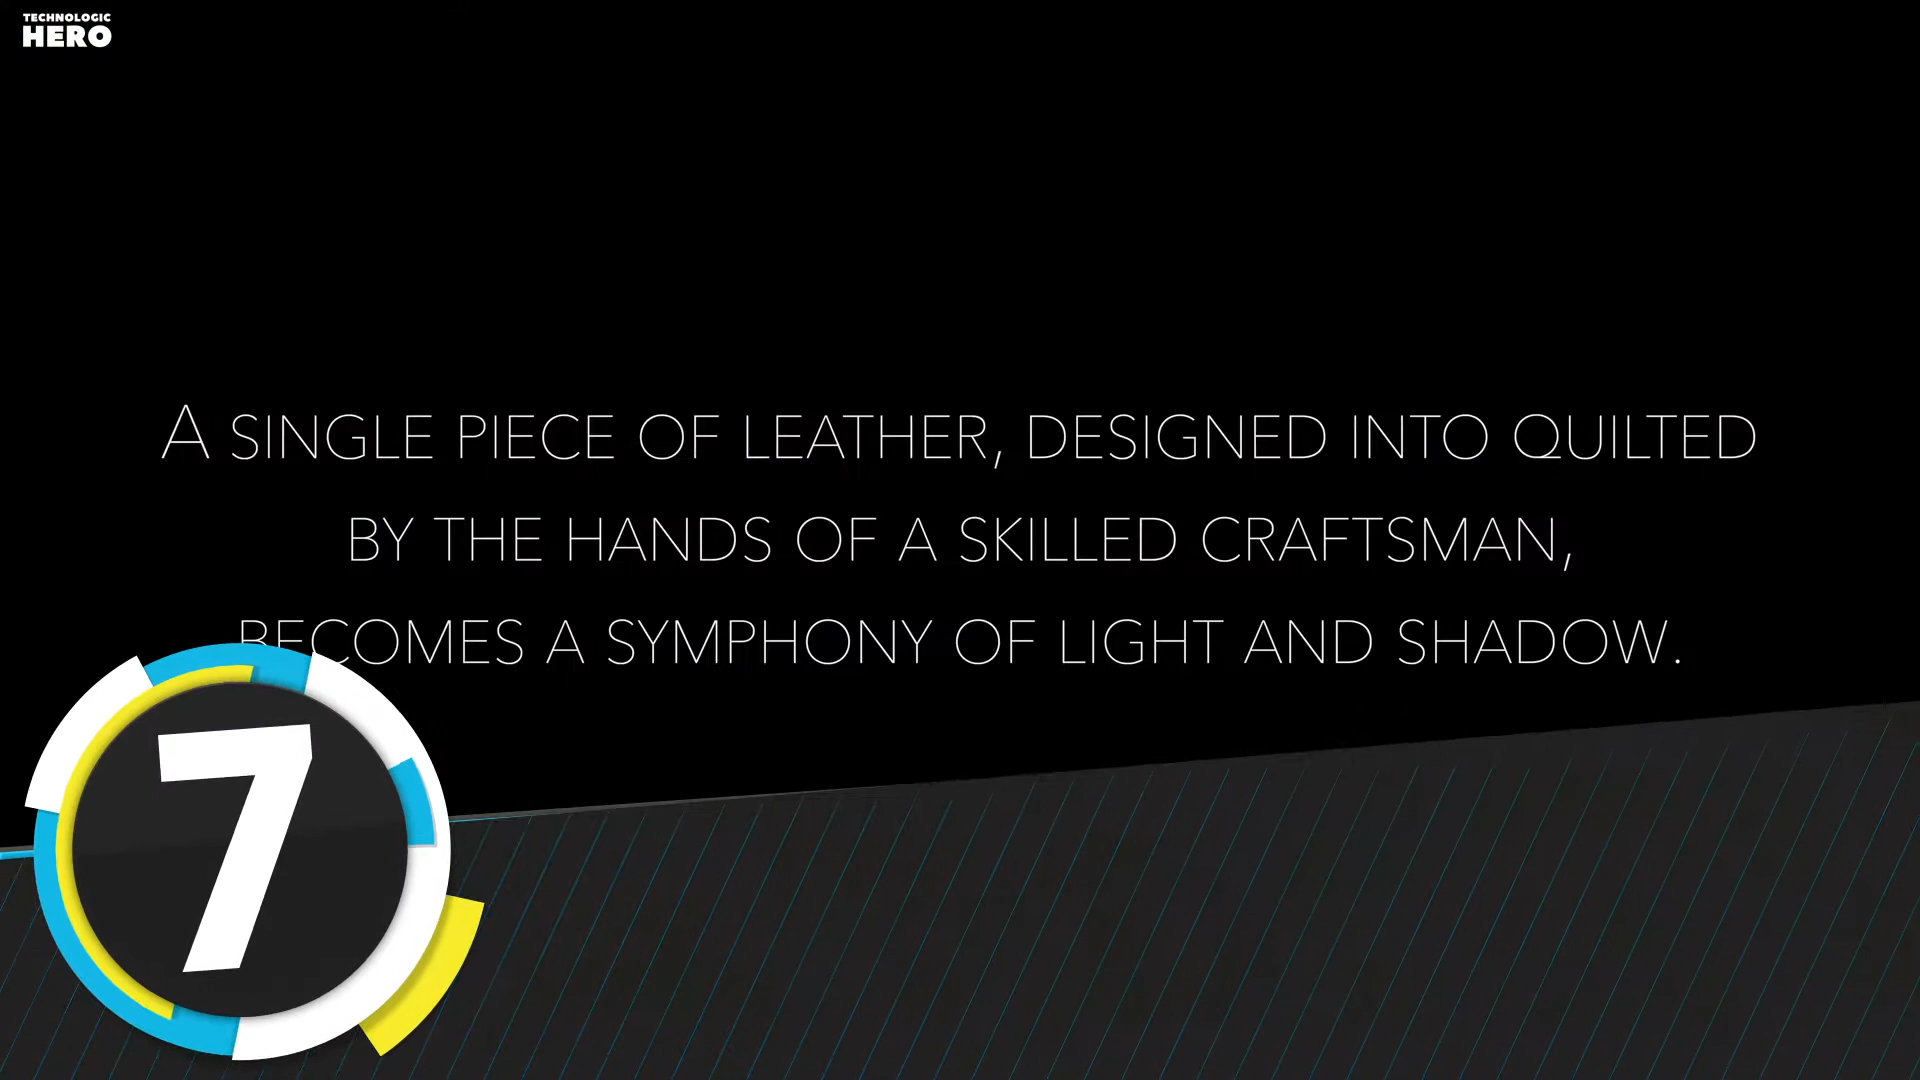 TECHNOLOGIC
HERO
A SINGLE PIECE OF LEATHER, DESIGNED INTO QUILTED
BY THE HANDS OF A SKILLED CRAFTSMAN,
BECOMES A SYMPHONY OF LIGHT AND SHADOW.
7